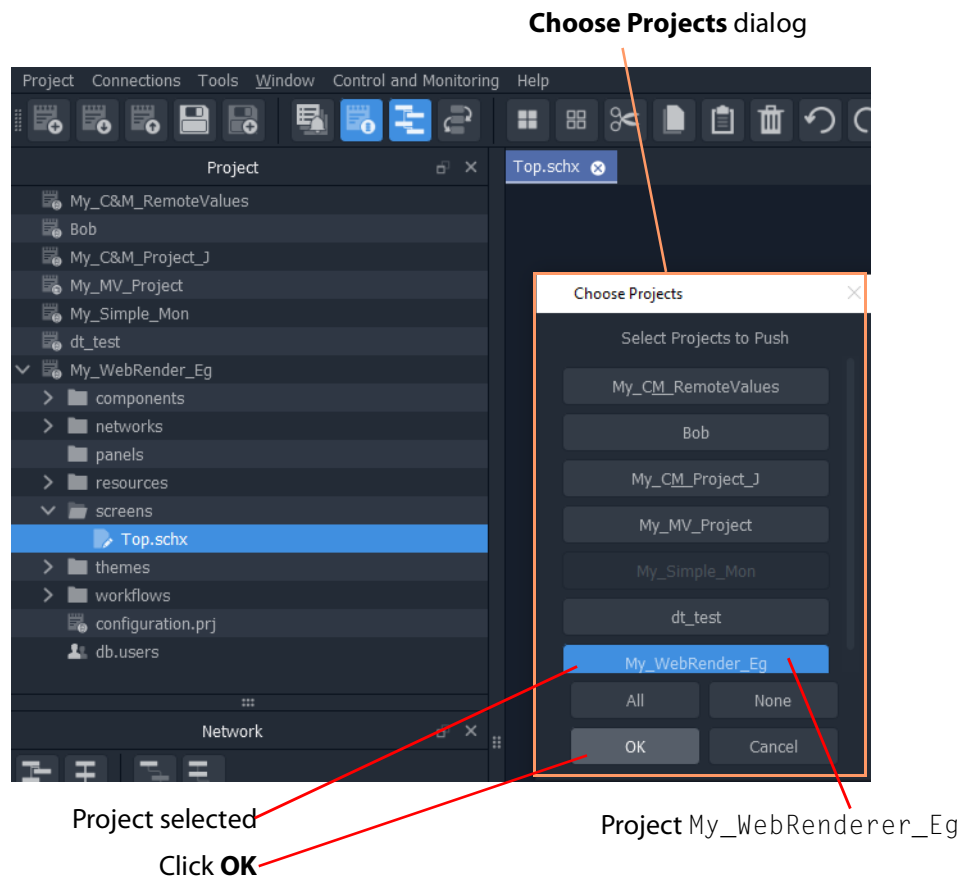 Choose Projects dialog
Project Connections Tools Window Control and Monitoring Help
Project
Top.schx
My_C&M_RemoteValues
Bob
My_C&M_Project_J
My_MV_Project
My_Simple_Mon
dt_test
My_WebRender_Eg
components
networks
panels
resources
screens
Top.schx
themes
workflows
configuration.prj
db.users
Network
Choose Projects
Select Projects to Push
My_CM_RemoteValues
Bob
My_CM_Project_J
My_MV_Project
My_Simple_Mon
dt_test
My_WebRender_Eg
All None
OK Cancel
Project selected
Click OK
Project My_WebRenderer_Eg